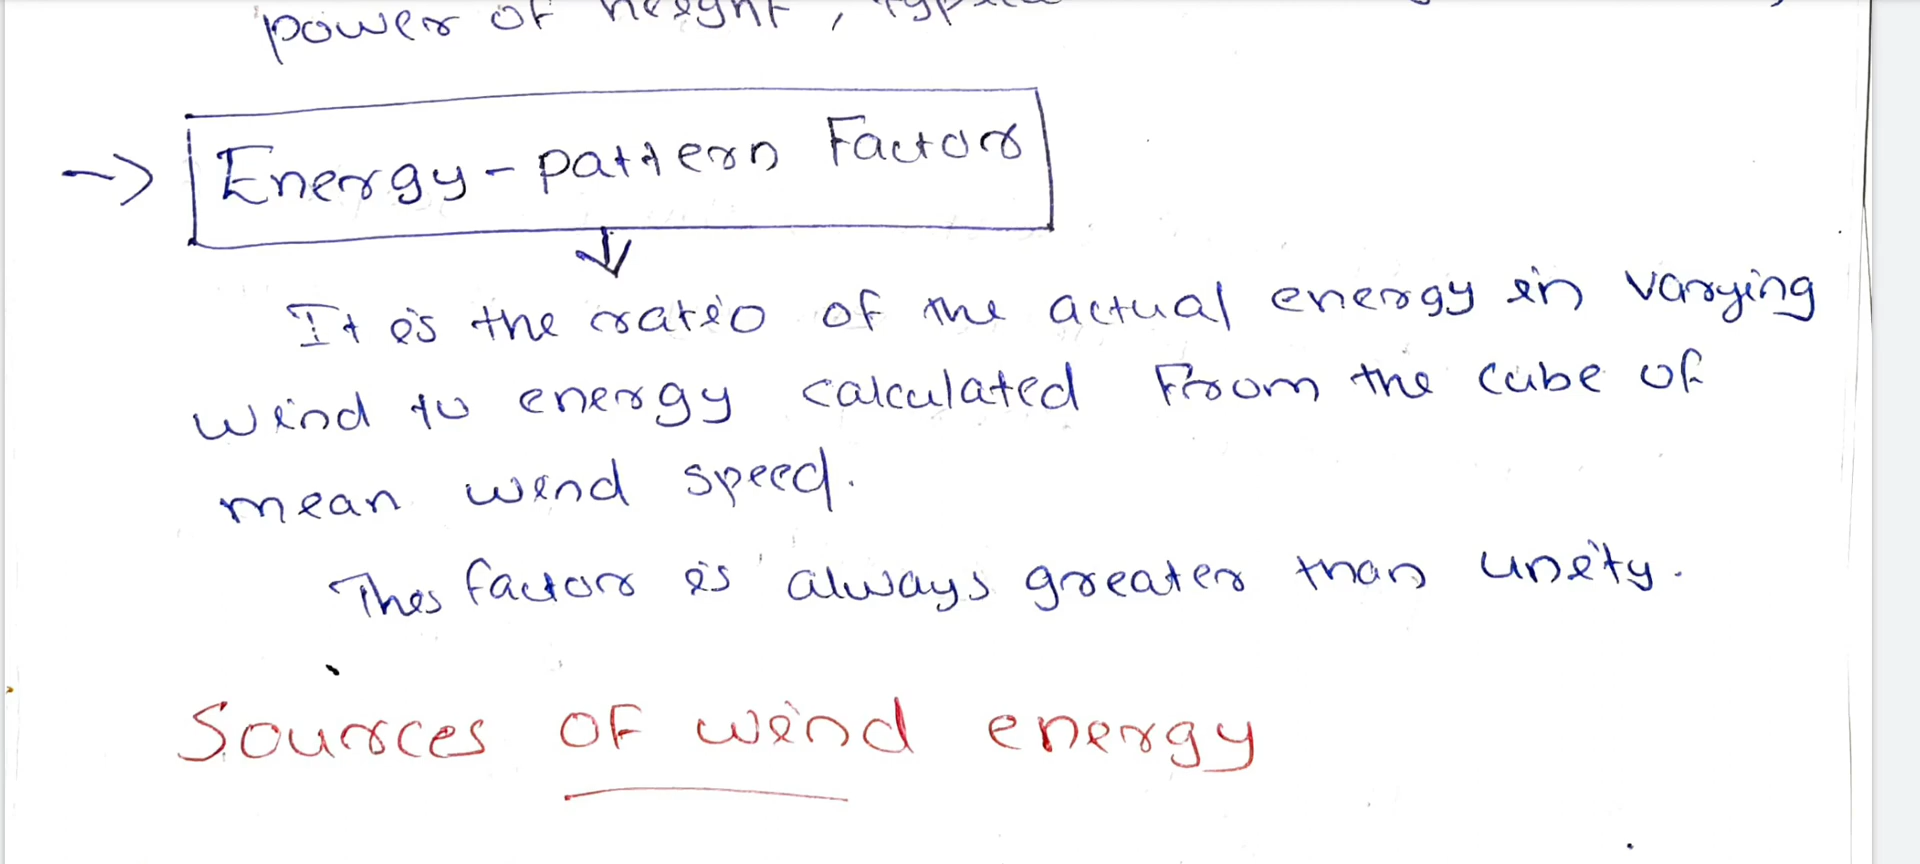 power of height,
→ Energy-pattern Factor
It is the ratio of the actual energy in varying
wind to energy calculated From the cube of
mean wind speed.
This factor is always greater than unity.
Sources OF wind energy